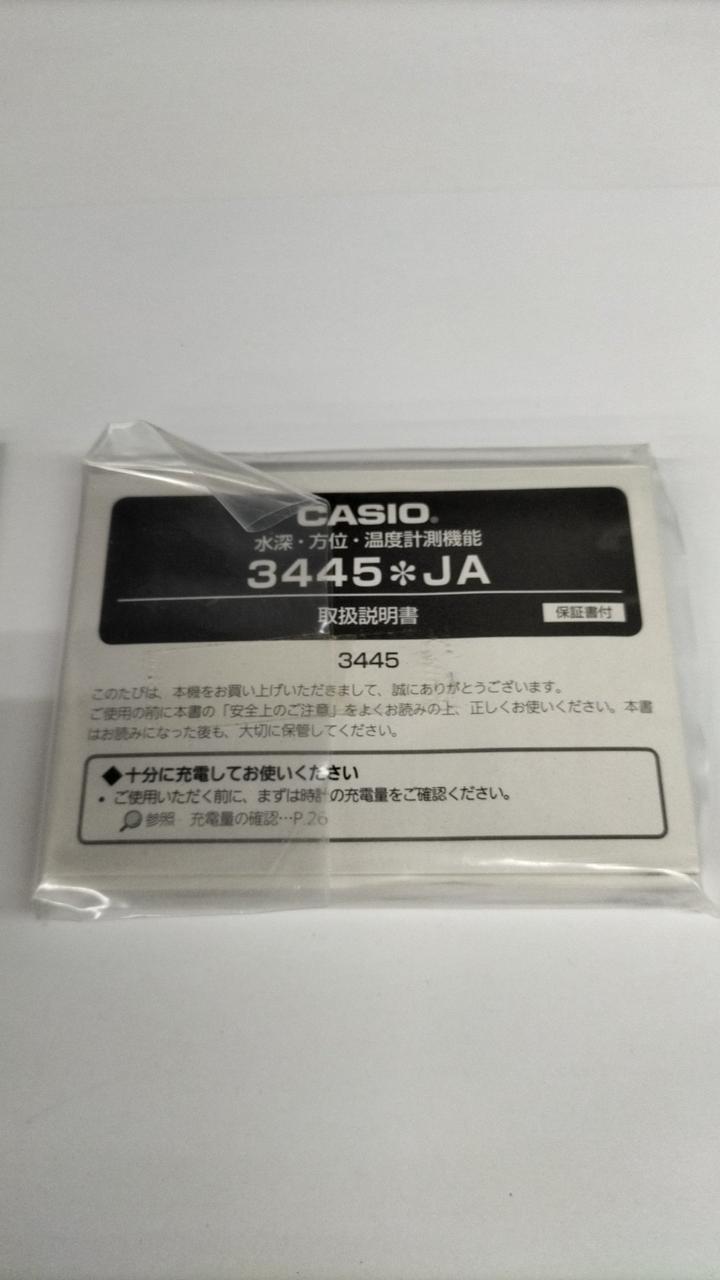 CASIO®
水深・方位・温度計測機能
3445✻JA
取扱説明書
保証書付
3445
このたびは、本機をお買い上げいただきまして、誠にありがとうございます。
ご使用の前に本書の「安全上のご注意」をよくお読みの上、正しくお使いください。本書
はお読みになった後も、大切に保管してください。
◆十分に充電してお使いください
• ご使用いただく前に、まずは時計の充電量をご確認ください。
参照 充電量の確認…P.26